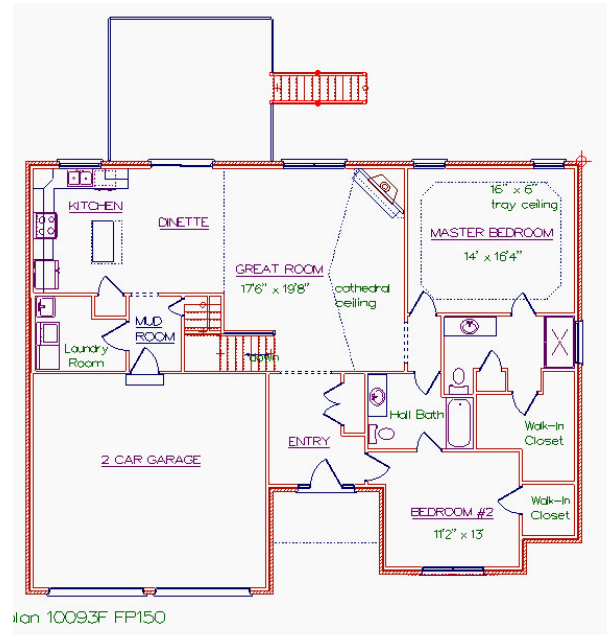 16" x 6"
tray ceiling
KITCHEN
DINETTE
MASTER BEDROOM
14' x 16'4"
GREAT ROOM
17'6" x 19'8"
cathedral
ceiling
MUD
ROOM
Laundry
Room
down
Hall Bath
Walk-In
Closet
ENTRY
2 CAR GARAGE
Walk-In
Closet
BEDROOM #2
11'2" x 13'
plan 10093F FP150